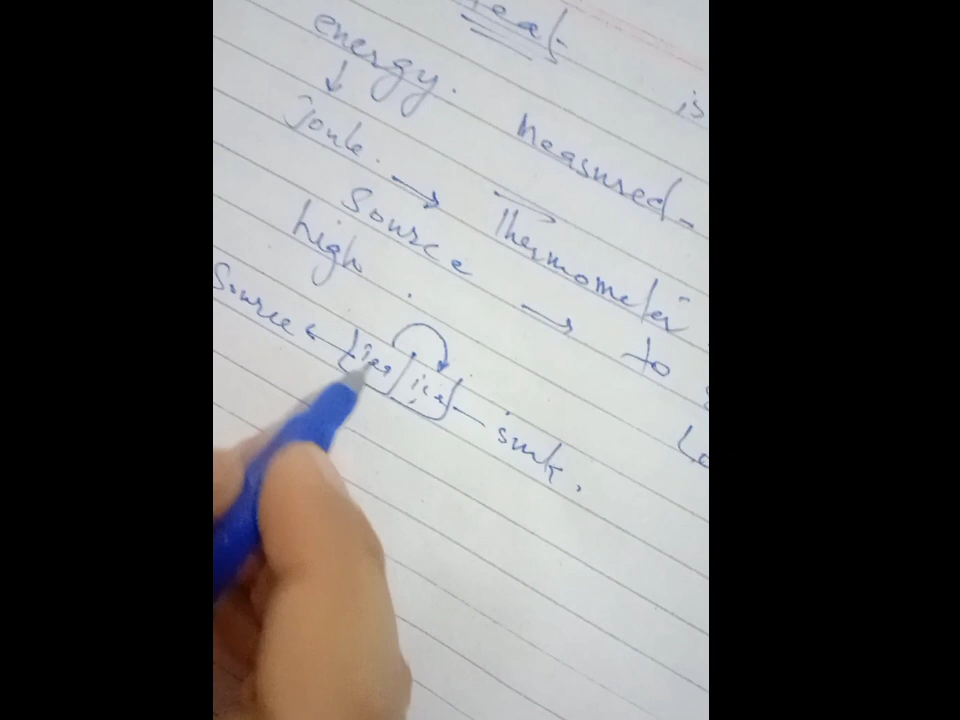 Heat is
energy. measured
↓
Joule. → Thermometer
Source → to
high
Source ← ice sink.